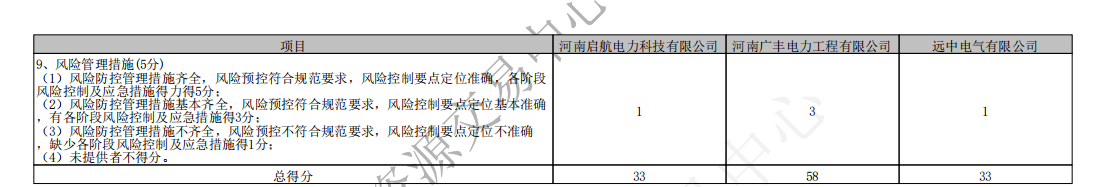 项目 河南启航电力科技有限公司 河南广丰电力工程有限公司 远中电气有限公司
9、风险管理措施(5分)
（1）风险防控管理措施齐全，风险预控符合规范要求，风险控制要点定位准确，各阶段
风险控制及应急措施得力得5分；
（2）风险防控管理措施基本齐全，风险预控符合规范要求，风险控制要点定位基本准确
，有各阶段风险控制及应急措施得3分；
（3）风险防控管理措施不齐全，风险预控不符合规范要求，风险控制要点定位不准确
，缺少各阶段风险控制及应急措施得1分；
（4）未提供者不得分。
1 3 1
总得分 33 58 33
资源交易中心
中心